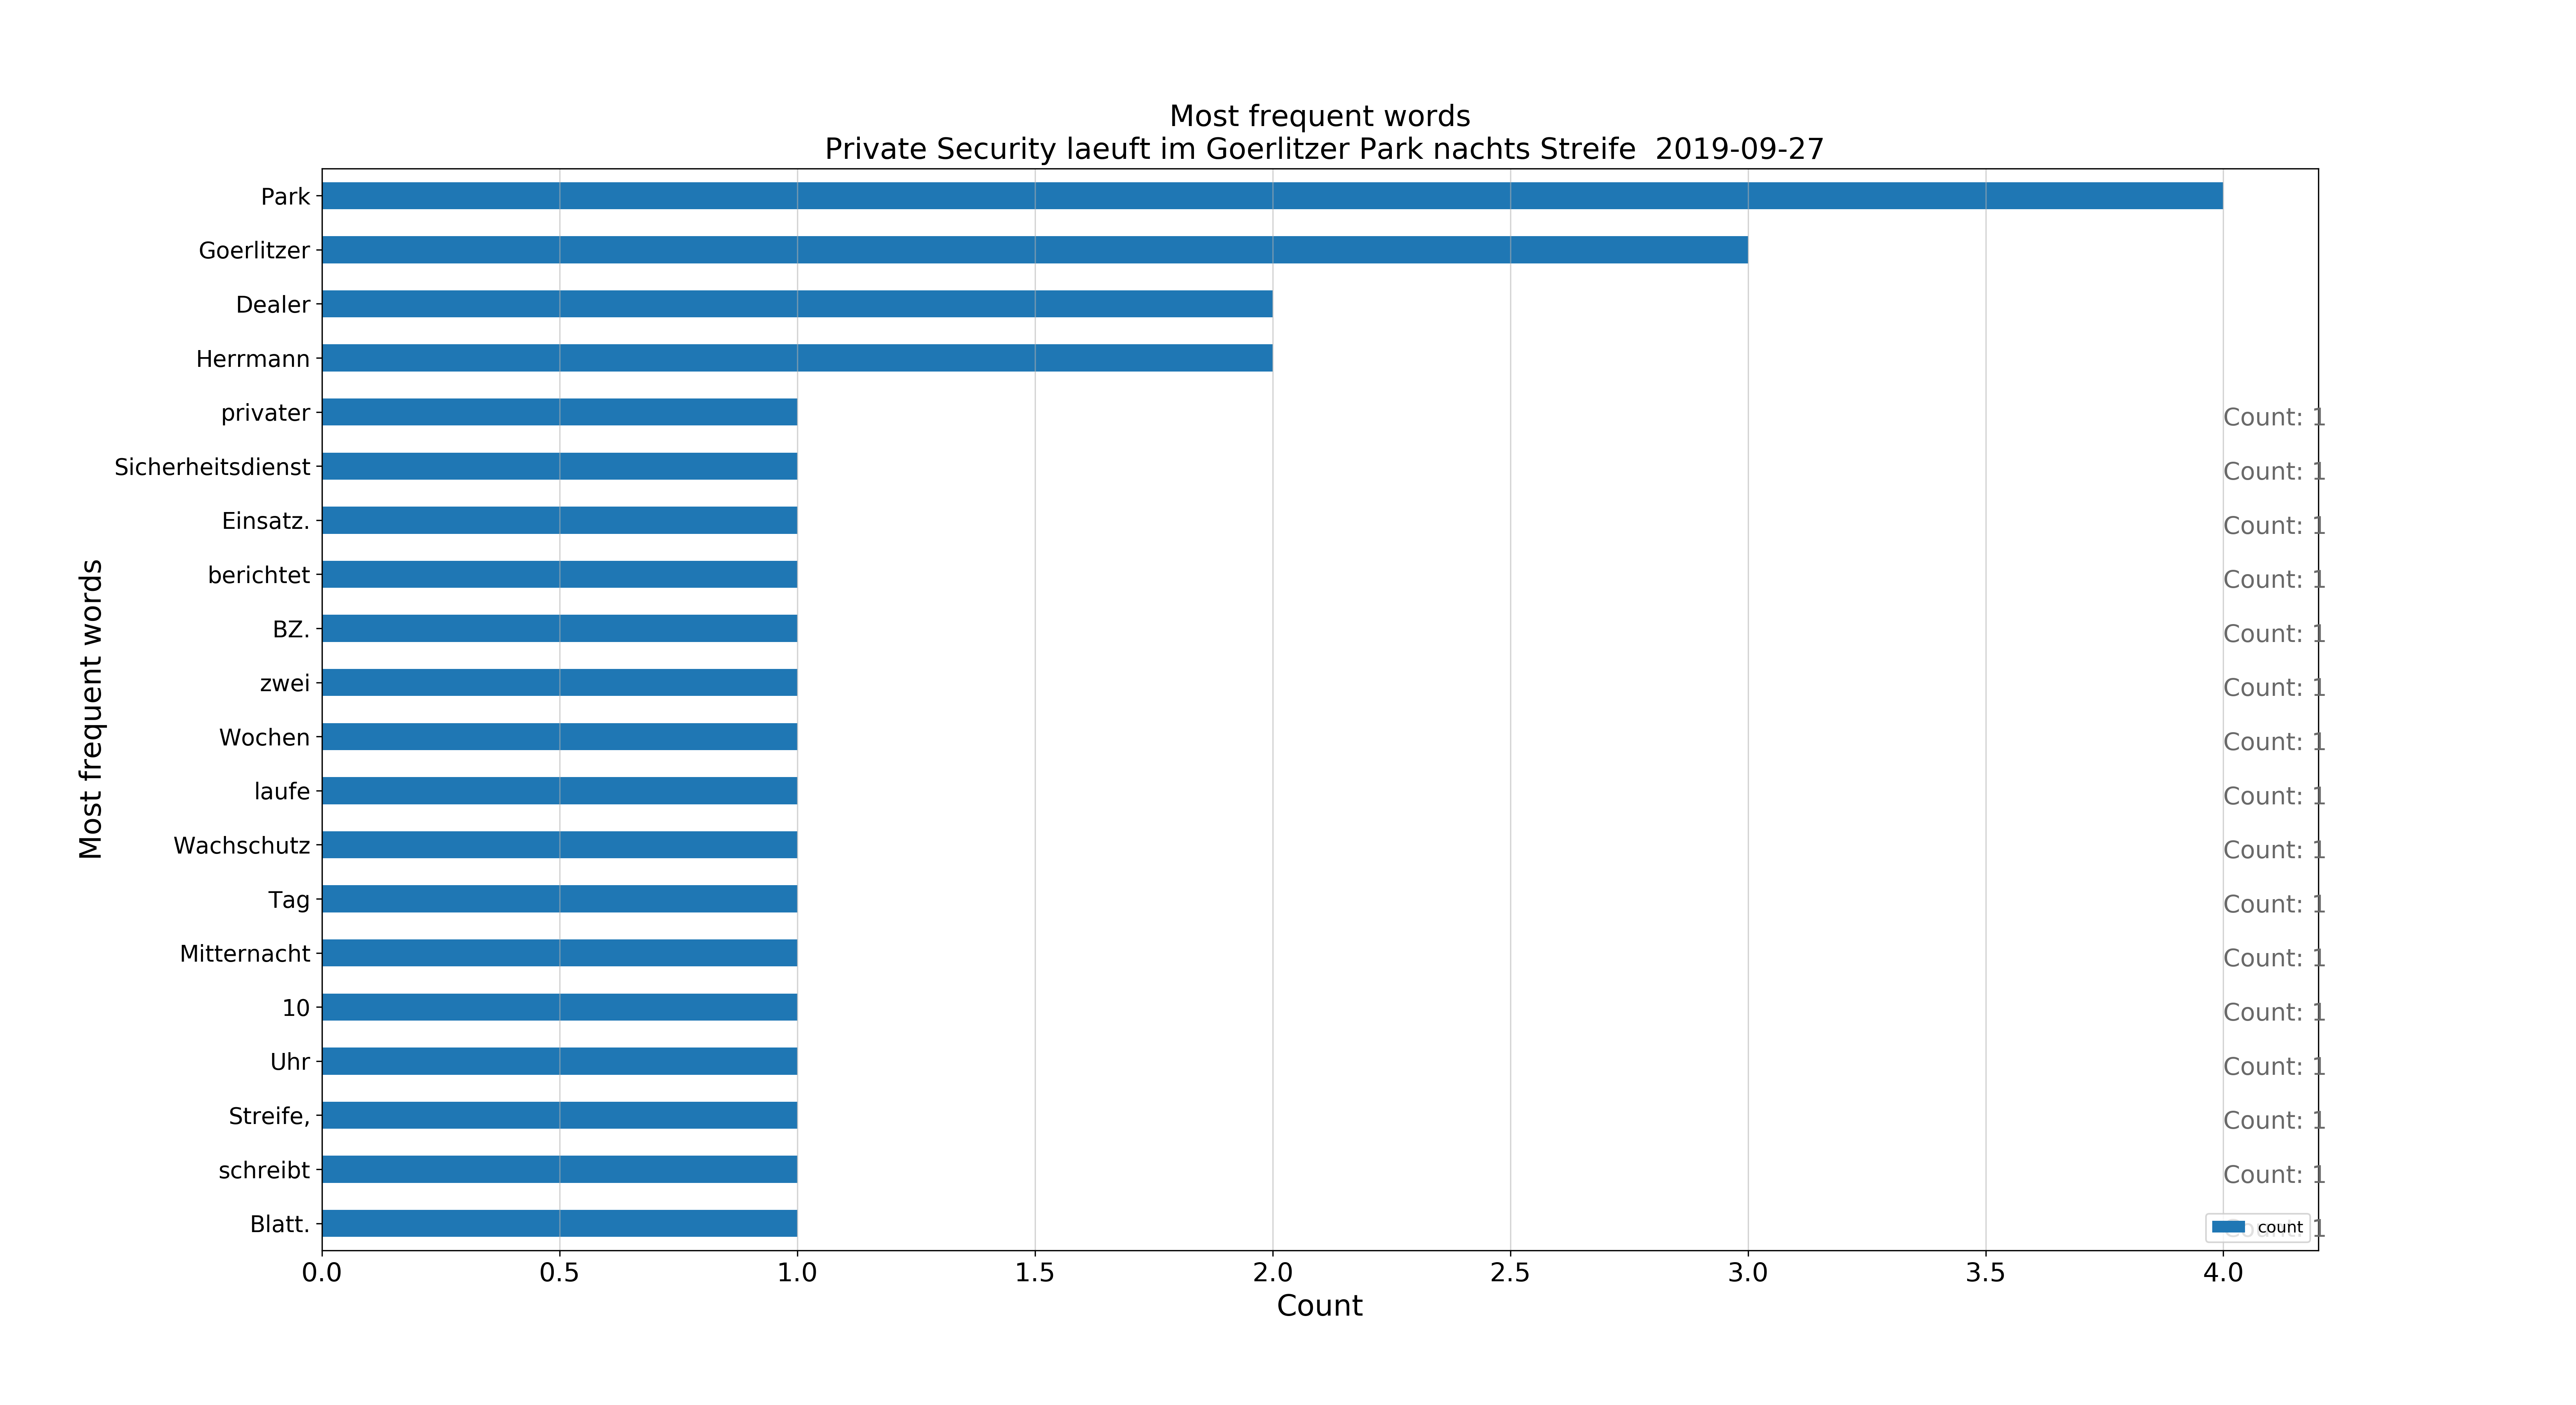 Most frequent words
Private Security laeuft im Goerlitzer Park nachts Streife  2019-09-27
Most frequent words
Park
Goerlitzer
Dealer
Herrmann
privater Count: 1
Sicherheitsdienst Count: 1
Einsatz. Count: 1
berichtet Count: 1
BZ. Count: 1
zwei Count: 1
Wochen Count: 1
laufe Count: 1
Wachschutz Count: 1
Tag Count: 1
Mitternacht Count: 1
10 Count: 1
Uhr Count: 1
Streife, Count: 1
schreibt Count: 1
Blatt. Count: 1
count
0.0 0.5 1.0 1.5 2.0 2.5 3.0 3.5 4.0
Count